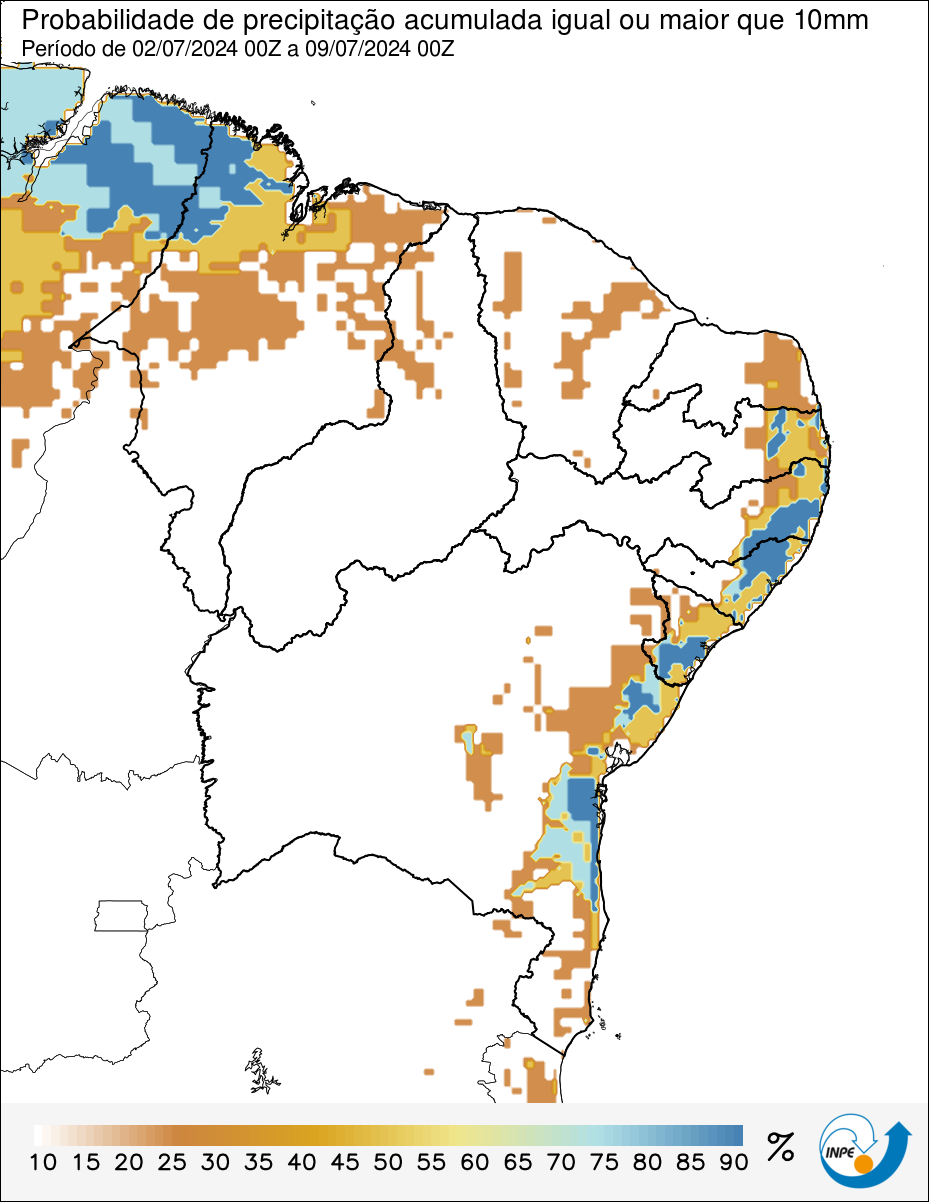 Probabilidade de precipitação acumulada igual ou maior que 10mm
Período de 02/07/2024 00Z a 09/07/2024 00Z
10 15 20 25 30 35 40 45 50 55 60 65 70 75 80 85 90 %
INPE